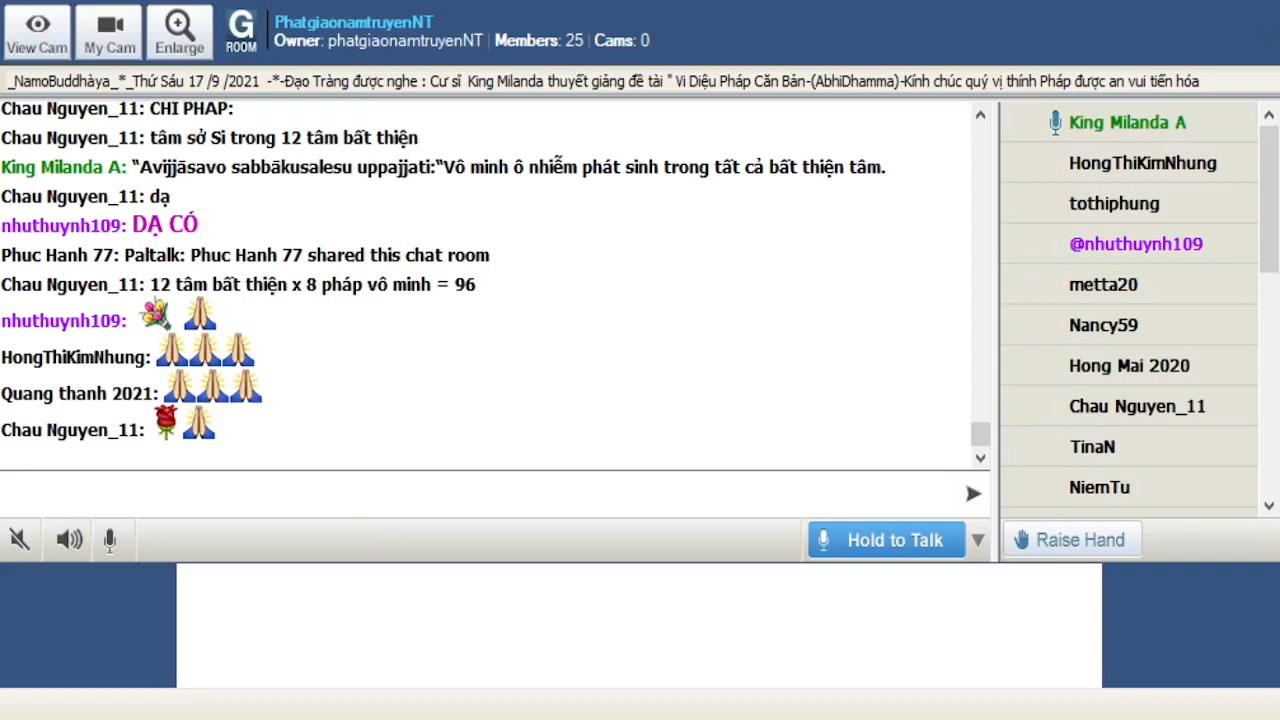 View Cam
My Cam
Enlarge
G
ROOM
PhatgiaonamtruyenNT
Owner: phatgiaonamtruyenNT | Members: 25 | Cams: 0
_NamoBuddhàya_*_Thứ Sáu 17 /9 /2021 -*-Đạo Tràng được nghe : Cư sĩ King Milanda thuyết giảng đề tài " Vi Diệu Pháp Căn Bản-(AbhiDhamma)-Kính chúc quý vị thính Pháp được an vui tiến hóa
Chau Nguyen_11: CHI PHAP:
Chau Nguyen_11: tâm sở Si trong 12 tâm bất thiện
King Milanda A: “Avijjāsavo sabbākusalesu uppajjati:“Vô minh ô nhiễm phát sinh trong tất cả bất thiện tâm.
Chau Nguyen_11: dạ
nhuthuynh109: DẠ CÓ
Phuc Hanh 77: Paltalk: Phuc Hanh 77 shared this chat room
Chau Nguyen_11: 12 tâm bất thiện x 8 pháp vô minh = 96
nhuthuynh109:
HongThiKimNhung:
Quang thanh 2021:
Chau Nguyen_11:
King Milanda A
HongThiKimNhung
tothiphung
@nhuthuynh109
metta20
Nancy59
Hong Mai 2020
Chau Nguyen_11
TinaN
NiemTu
Hold to Talk
Raise Hand